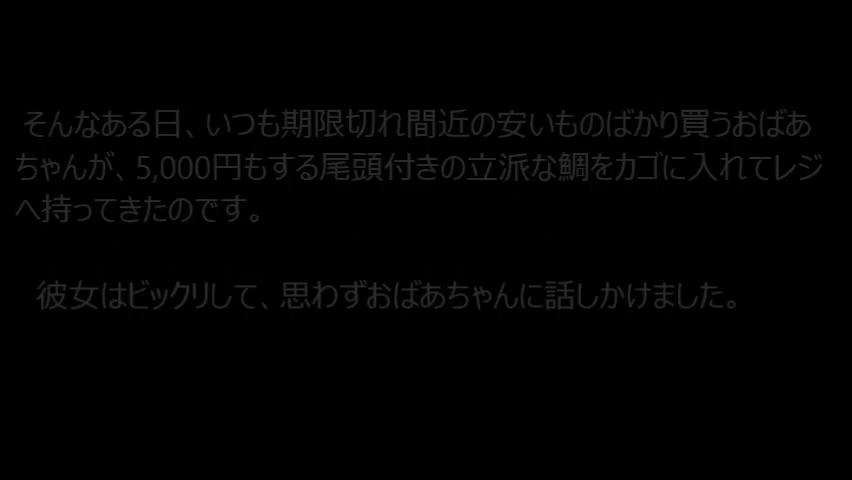 そんなある日、いつも期限切れ間近の安いものばかり買うおばあ
ちゃんが、5,000円もする尾頭付きの立派な鯛をカゴに入れてレジ
へ持ってきたのです。
彼女はビックリして、思わずおばあちゃんに話しかけました。